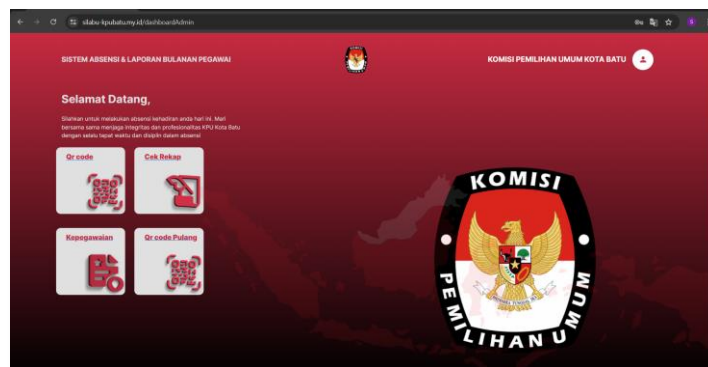 silabu-kpubatu.my.id/dashboardAdmin
SISTEM ABSENSI & LAPORAN BULANAN PEGAWAI
KOMISI PEMILIHAN UMUM KOTA BATU
Selamat Datang,
Silahkan untuk melakukan absensi kehadiran anda hari ini. Mari
bersama sama menjaga integritas dan profesionalitas KPU Kota Batu
dengan selalu tepat waktu dan disiplin dalam absensi
Qr code
Cek Rekap
Kepegawaian
Qr code Pulang
KOMISI
PEMILIHAN UMUM